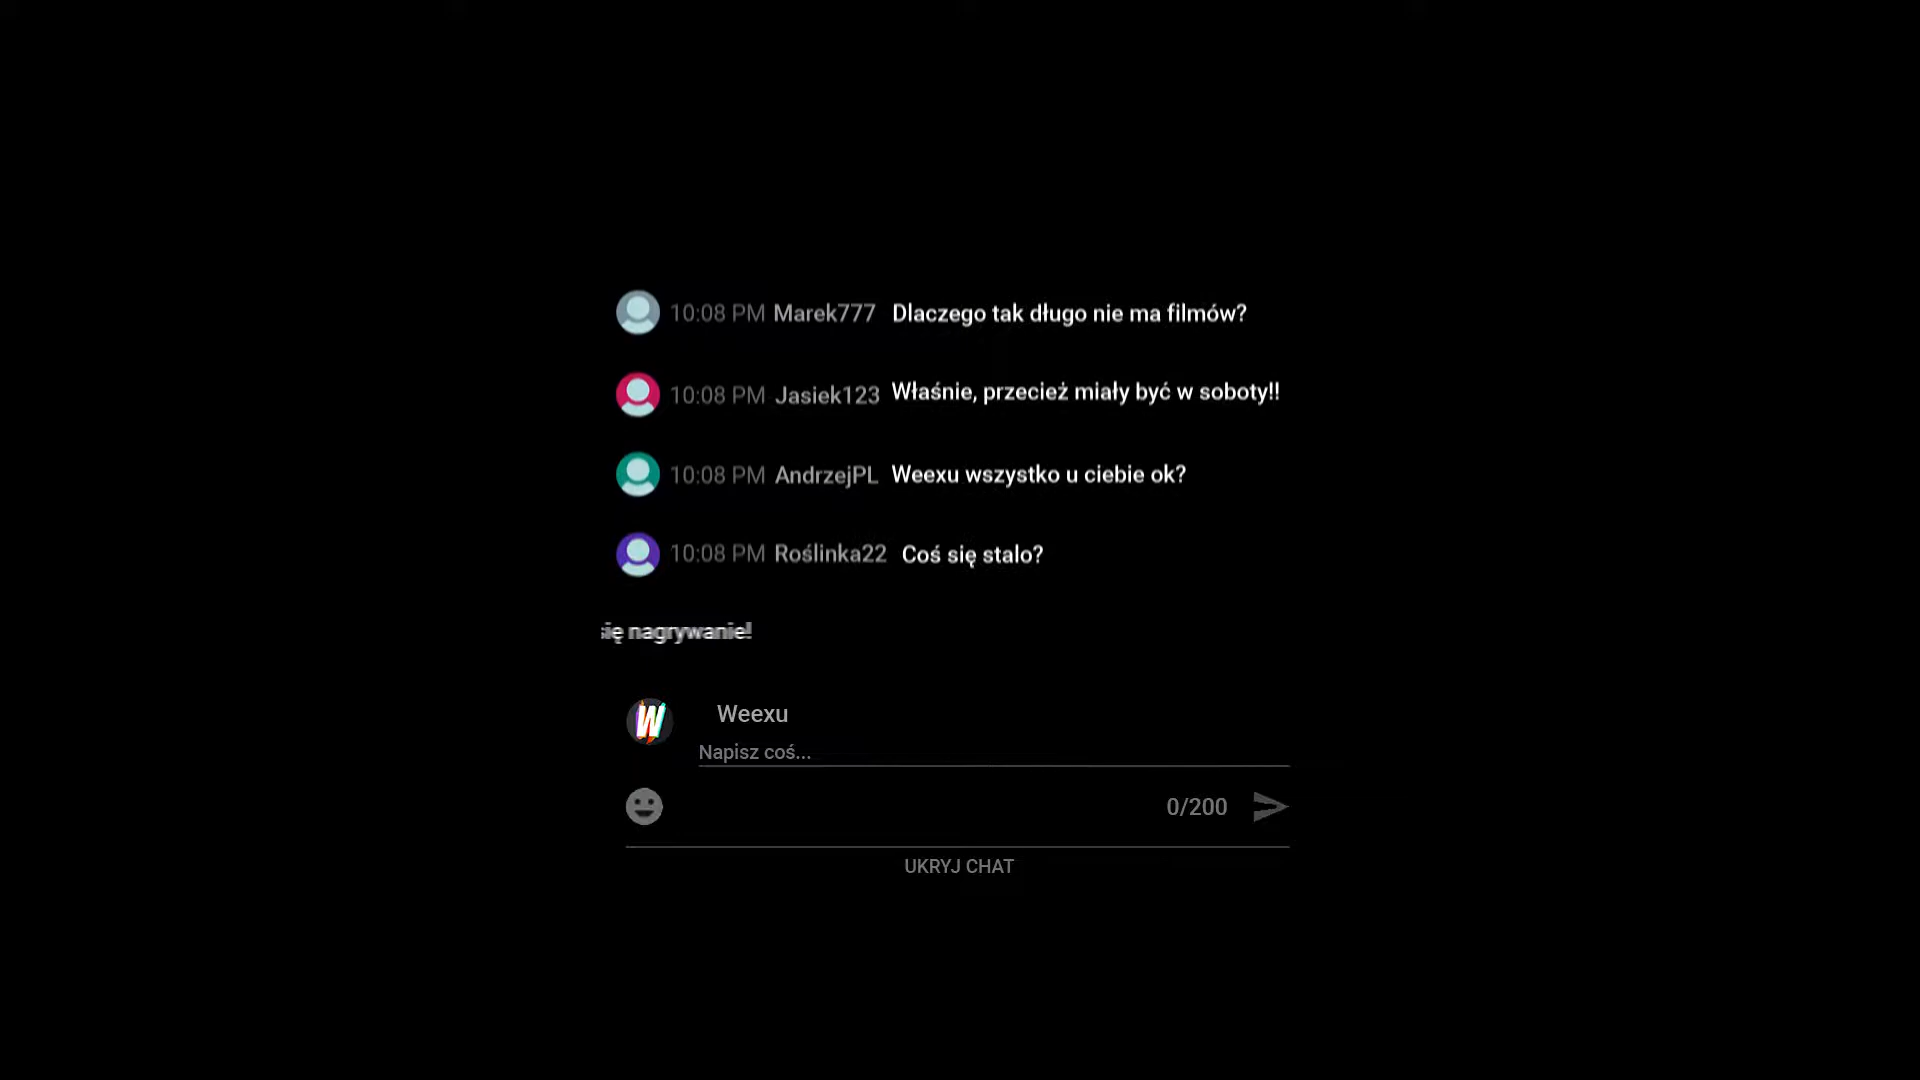 10:08 PM Marek777 Dlaczego tak długo nie ma filmów?
10:08 PM Jasiek123 Właśnie, przecież miały być w soboty!!
10:08 PM AndrzejPL Weexu wszystko u ciebie ok?
10:08 PM Roślinka22 Coś się stalo?
się nagrywanie!
W Weexu
Napisz coś...
0/200
UKRYJ CHAT